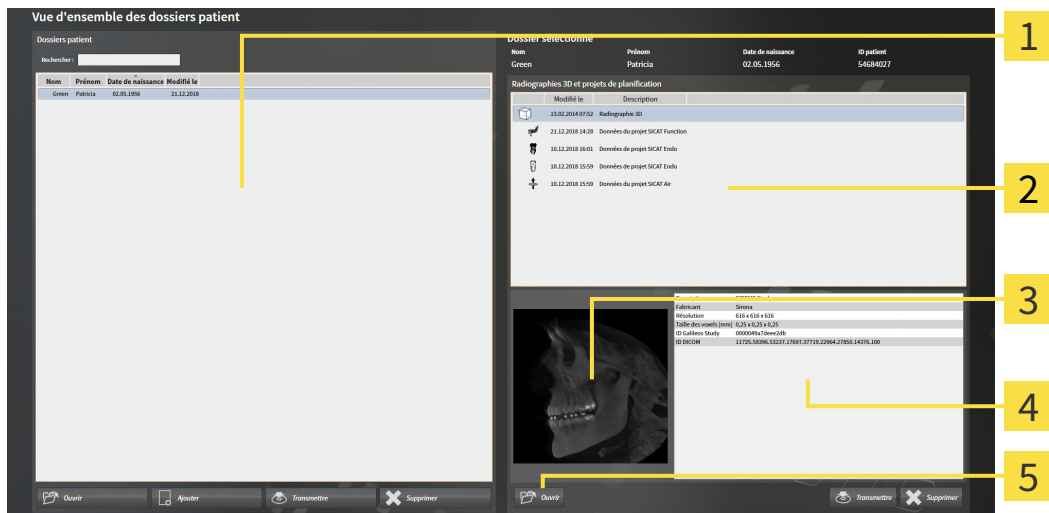 Vue d'ensemble des dossiers patient
Dossiers patient
Rechercher :
Nom Prénom Date de naissance Modifié le
Green Patricia 02.05.1956 21.12.2018
Ouvrir Ajouter Transmettre Supprimer
Dossier sélectionné
Nom Prénom Date de naissance ID patient
Green Patricia 02.05.1956 54684027
Radiographies 3D et projets de planification
Modifié le Description
13.02.2014 07:52 Radiographie 3D
21.12.2018 14:28 Données du projet SICAT Function
10.12.2018 16:01 Données de projet SICAT Endo
10.12.2018 15:59 Données de projet SICAT Endo
10.12.2018 15:59 Données du projet SICAT Air
Fabricant Sirona
Résolution 616 x 616 x 616
Taille des voxels [mm] 0,25 x 0,25 x 0,25
ID Galileos Study 0000049a7deee2db
ID DICOM 11725.58396.53237.17697.37719.22964.27850.14376.100
Ouvrir Transmettre Supprimer
1
2
3
4
5